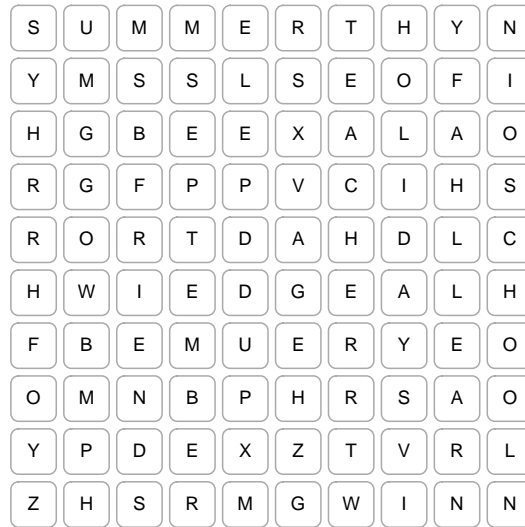 S U M M E R T H Y N
Y M S S L S E O F I
H G B E E X A L A O
R G F P P V C I H S
R O R T D A H D L C
H W I E D G E A L H
F B E M U E R Y E O
O M N B P H R S A O
Y P D E X Z T V R L
Z H S R M G W I N N